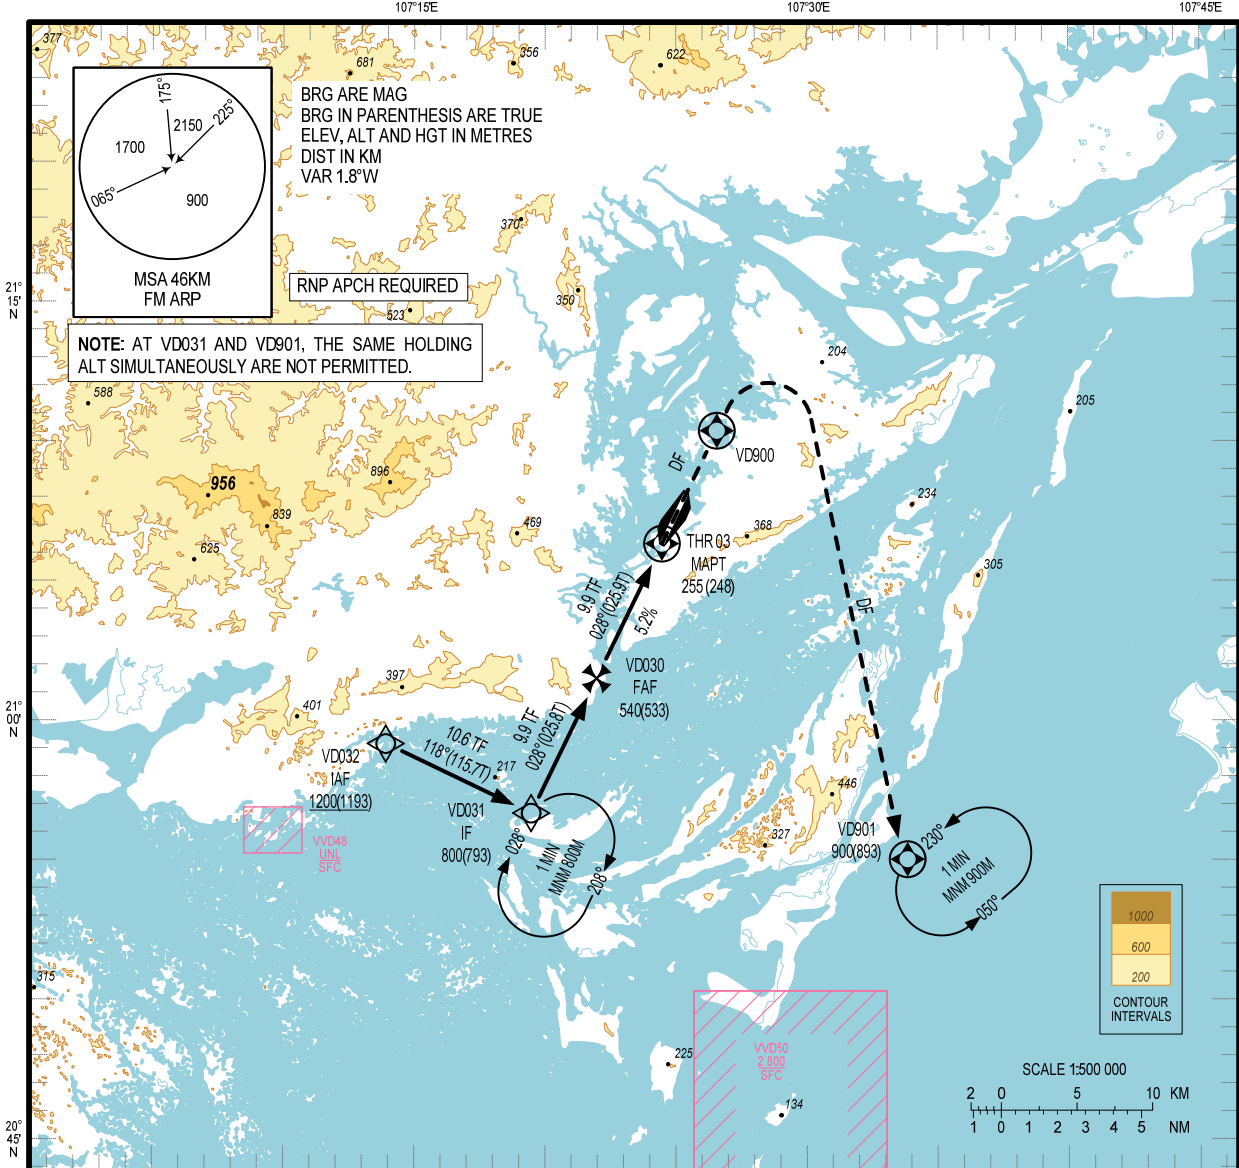 107°15'E
107°30'E
107°45'E
377
681
356
622
175°
225°
2150
1700
065°
900
MSA 46KM
FM ARP
BRG ARE MAG
BRG IN PARENTHESIS ARE TRUE
ELEV, ALT AND HGT IN METRES
DIST IN KM
VAR 1.8°W
370
RNP APCH REQUIRED
350
523
21°
15'
N
NOTE: AT VD031 AND VD901, THE SAME HOLDING
ALT SIMULTANEOUSLY ARE NOT PERMITTED.
204
588
205
VD900
DF
896
956
234
839
469
368
625
THR 03
MAPT
255 (248)
305
9.9 TF
028°(025.9T)
5.2%
DF
VD030
FAF
540(533)
397
401
21°
00'
N
10.6 TF
118°(115.7T)
9.9 TF
028°(025.8T)
217
VD032
IAF
1200(1193)
VD031
IF
800(793)
446
327
VD901
900(893)
VVD48
UNL
SFC
028°
1 MIN
MNM 800M
208°
230°
1 MIN
MNM 900M
050°
1000
600
200
CONTOUR
INTERVALS
315
225
VVD50
2 800
SFC
134
SCALE 1:500 000
2 0 5 10 KM
1 0 1 2 3 4 5 NM
20°
45'
N